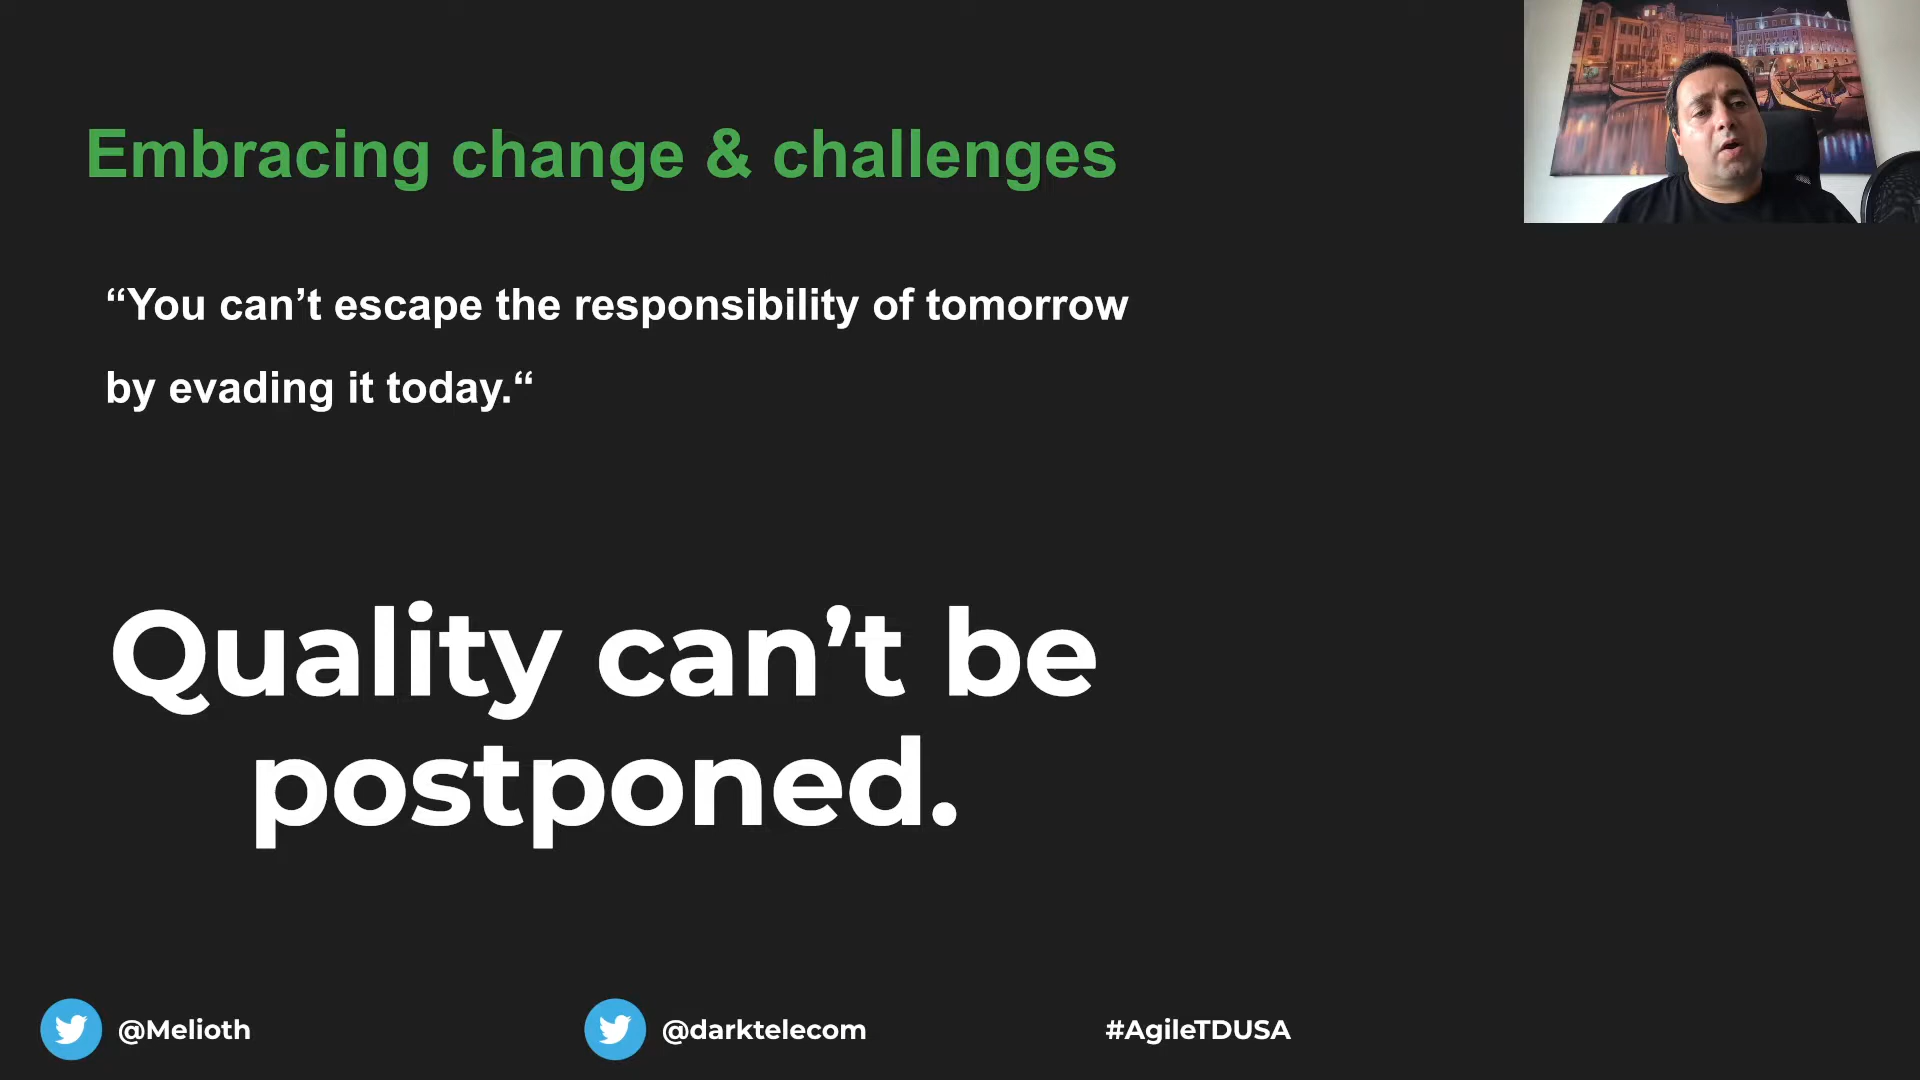 Embracing change & challenges
“You can’t escape the responsibility of tomorrow
by evading it today.“
Quality can’t be
postponed.
@Melioth
@darktelecom
#AgileTDUSA